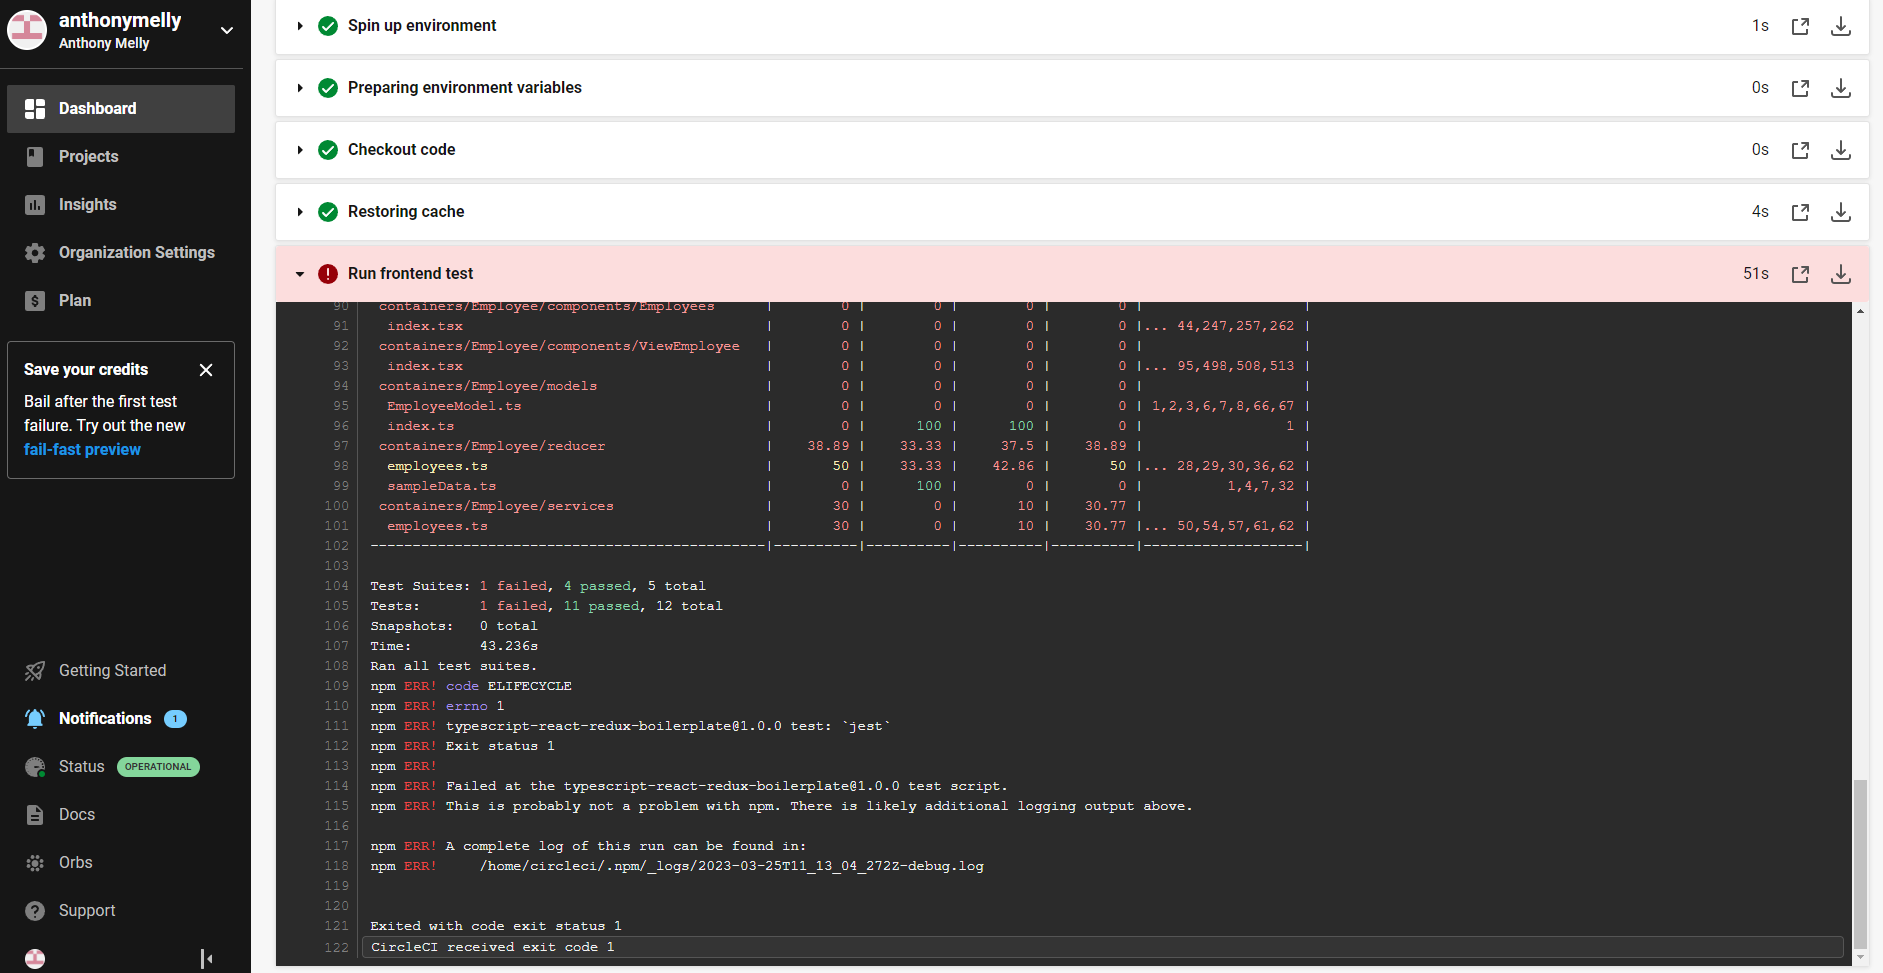 anthonymelly
Anthony Melly
Dashboard
Projects
Insights
Organization Settings
Plan
Save your credits
Bail after the first test
failure. Try out the new
fail-fast preview
Getting Started
Notifications 1
Status OPERATIONAL
Docs
Orbs
Support
Spin up environment 1s
Preparing environment variables 0s
Checkout code 0s
Restoring cache 4s
Run frontend test 51s
90 containers/Employee/components/Employees | 0 | 0 | 0 | 0 | |
91 index.tsx | 0 | 0 | 0 | 0 |... 44,247,257,262 |
92 containers/Employee/components/ViewEmployee | 0 | 0 | 0 | 0 | |
93 index.tsx | 0 | 0 | 0 | 0 |... 95,498,508,513 |
94 containers/Employee/models | 0 | 0 | 0 | 0 | |
95 EmployeeModel.ts | 0 | 0 | 0 | 0 | 1,2,3,6,7,8,66,67 |
96 index.ts | 0 | 100 | 100 | 0 | 1 |
97 containers/Employee/reducer | 38.89 | 33.33 | 37.5 | 38.89 | |
98 employees.ts | 50 | 33.33 | 42.86 | 50 |... 28,29,30,36,62 |
99 sampleData.ts | 0 | 100 | 0 | 0 | 1,4,7,32 |
100 containers/Employee/services | 30 | 0 | 10 | 30.77 | |
101 employees.ts | 30 | 0 | 10 | 30.77 |... 50,54,57,61,62 |
102 -----------------------------------------------|----------|----------|----------|----------|-------------------|
103
104 Test Suites: 1 failed, 4 passed, 5 total
105 Tests: 1 failed, 11 passed, 12 total
106 Snapshots: 0 total
107 Time: 43.236s
108 Ran all test suites.
109 npm ERR! code ELIFECYCLE
110 npm ERR! errno 1
111 npm ERR! typescript-react-redux-boilerplate@1.0.0 test: `jest`
112 npm ERR! Exit status 1
113 npm ERR!
114 npm ERR! Failed at the typescript-react-redux-boilerplate@1.0.0 test script.
115 npm ERR! This is probably not a problem with npm. There is likely additional logging output above.
116
117 npm ERR! A complete log of this run can be found in:
118 npm ERR! /home/circleci/.npm/_logs/2023-03-25T11_13_04_272Z-debug.log
119
120
121 Exited with code exit status 1
122 CircleCI received exit code 1